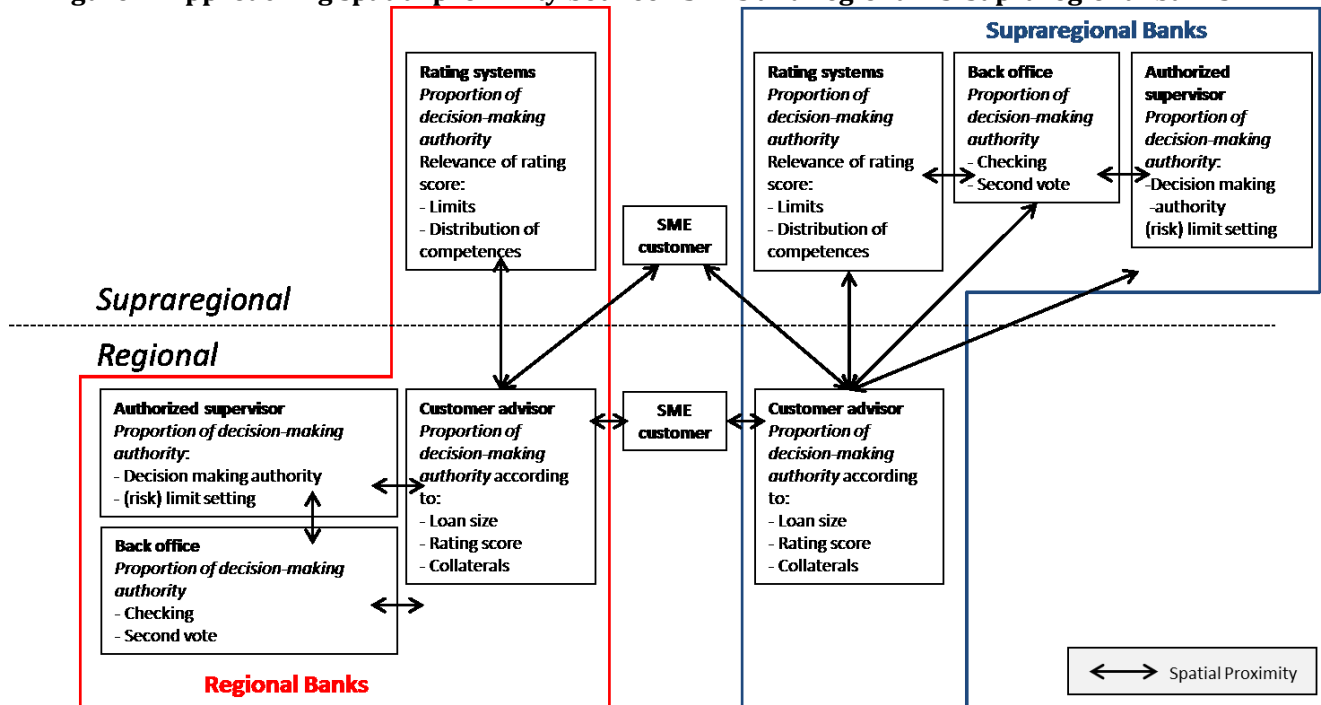 Approaching spatial proximity
Supraregional Banks
Rating systems
Proportion of
decision-making
authority
Relevance of rating
score:
- Limits
- Distribution of
competences
SME
customer
Rating systems
Proportion of
decision-making
authority
Relevance of rating
score:
- Limits
- Distribution of
competences
Back office
Proportion of
decision-making
authority
- Checking
- Second vote
Authorized
supervisor
Proportion of
decision-making
authority:
-Decision making
-authority
(risk) limit setting
Supraregional
Regional
Authorized supervisor
Proportion of decision-making
authority:
- Decision making authority
- (risk) limit setting
Back office
Proportion of decision-making
authority
- Checking
- Second vote
Customer advisor
Proportion of
decision-making
authority according
to:
- Loan size
- Rating score
- Collaterals
SME
customer
Customer advisor
Proportion of
decision-making
authority according
to:
- Loan size
- Rating score
- Collaterals
Regional Banks
Spatial Proximity